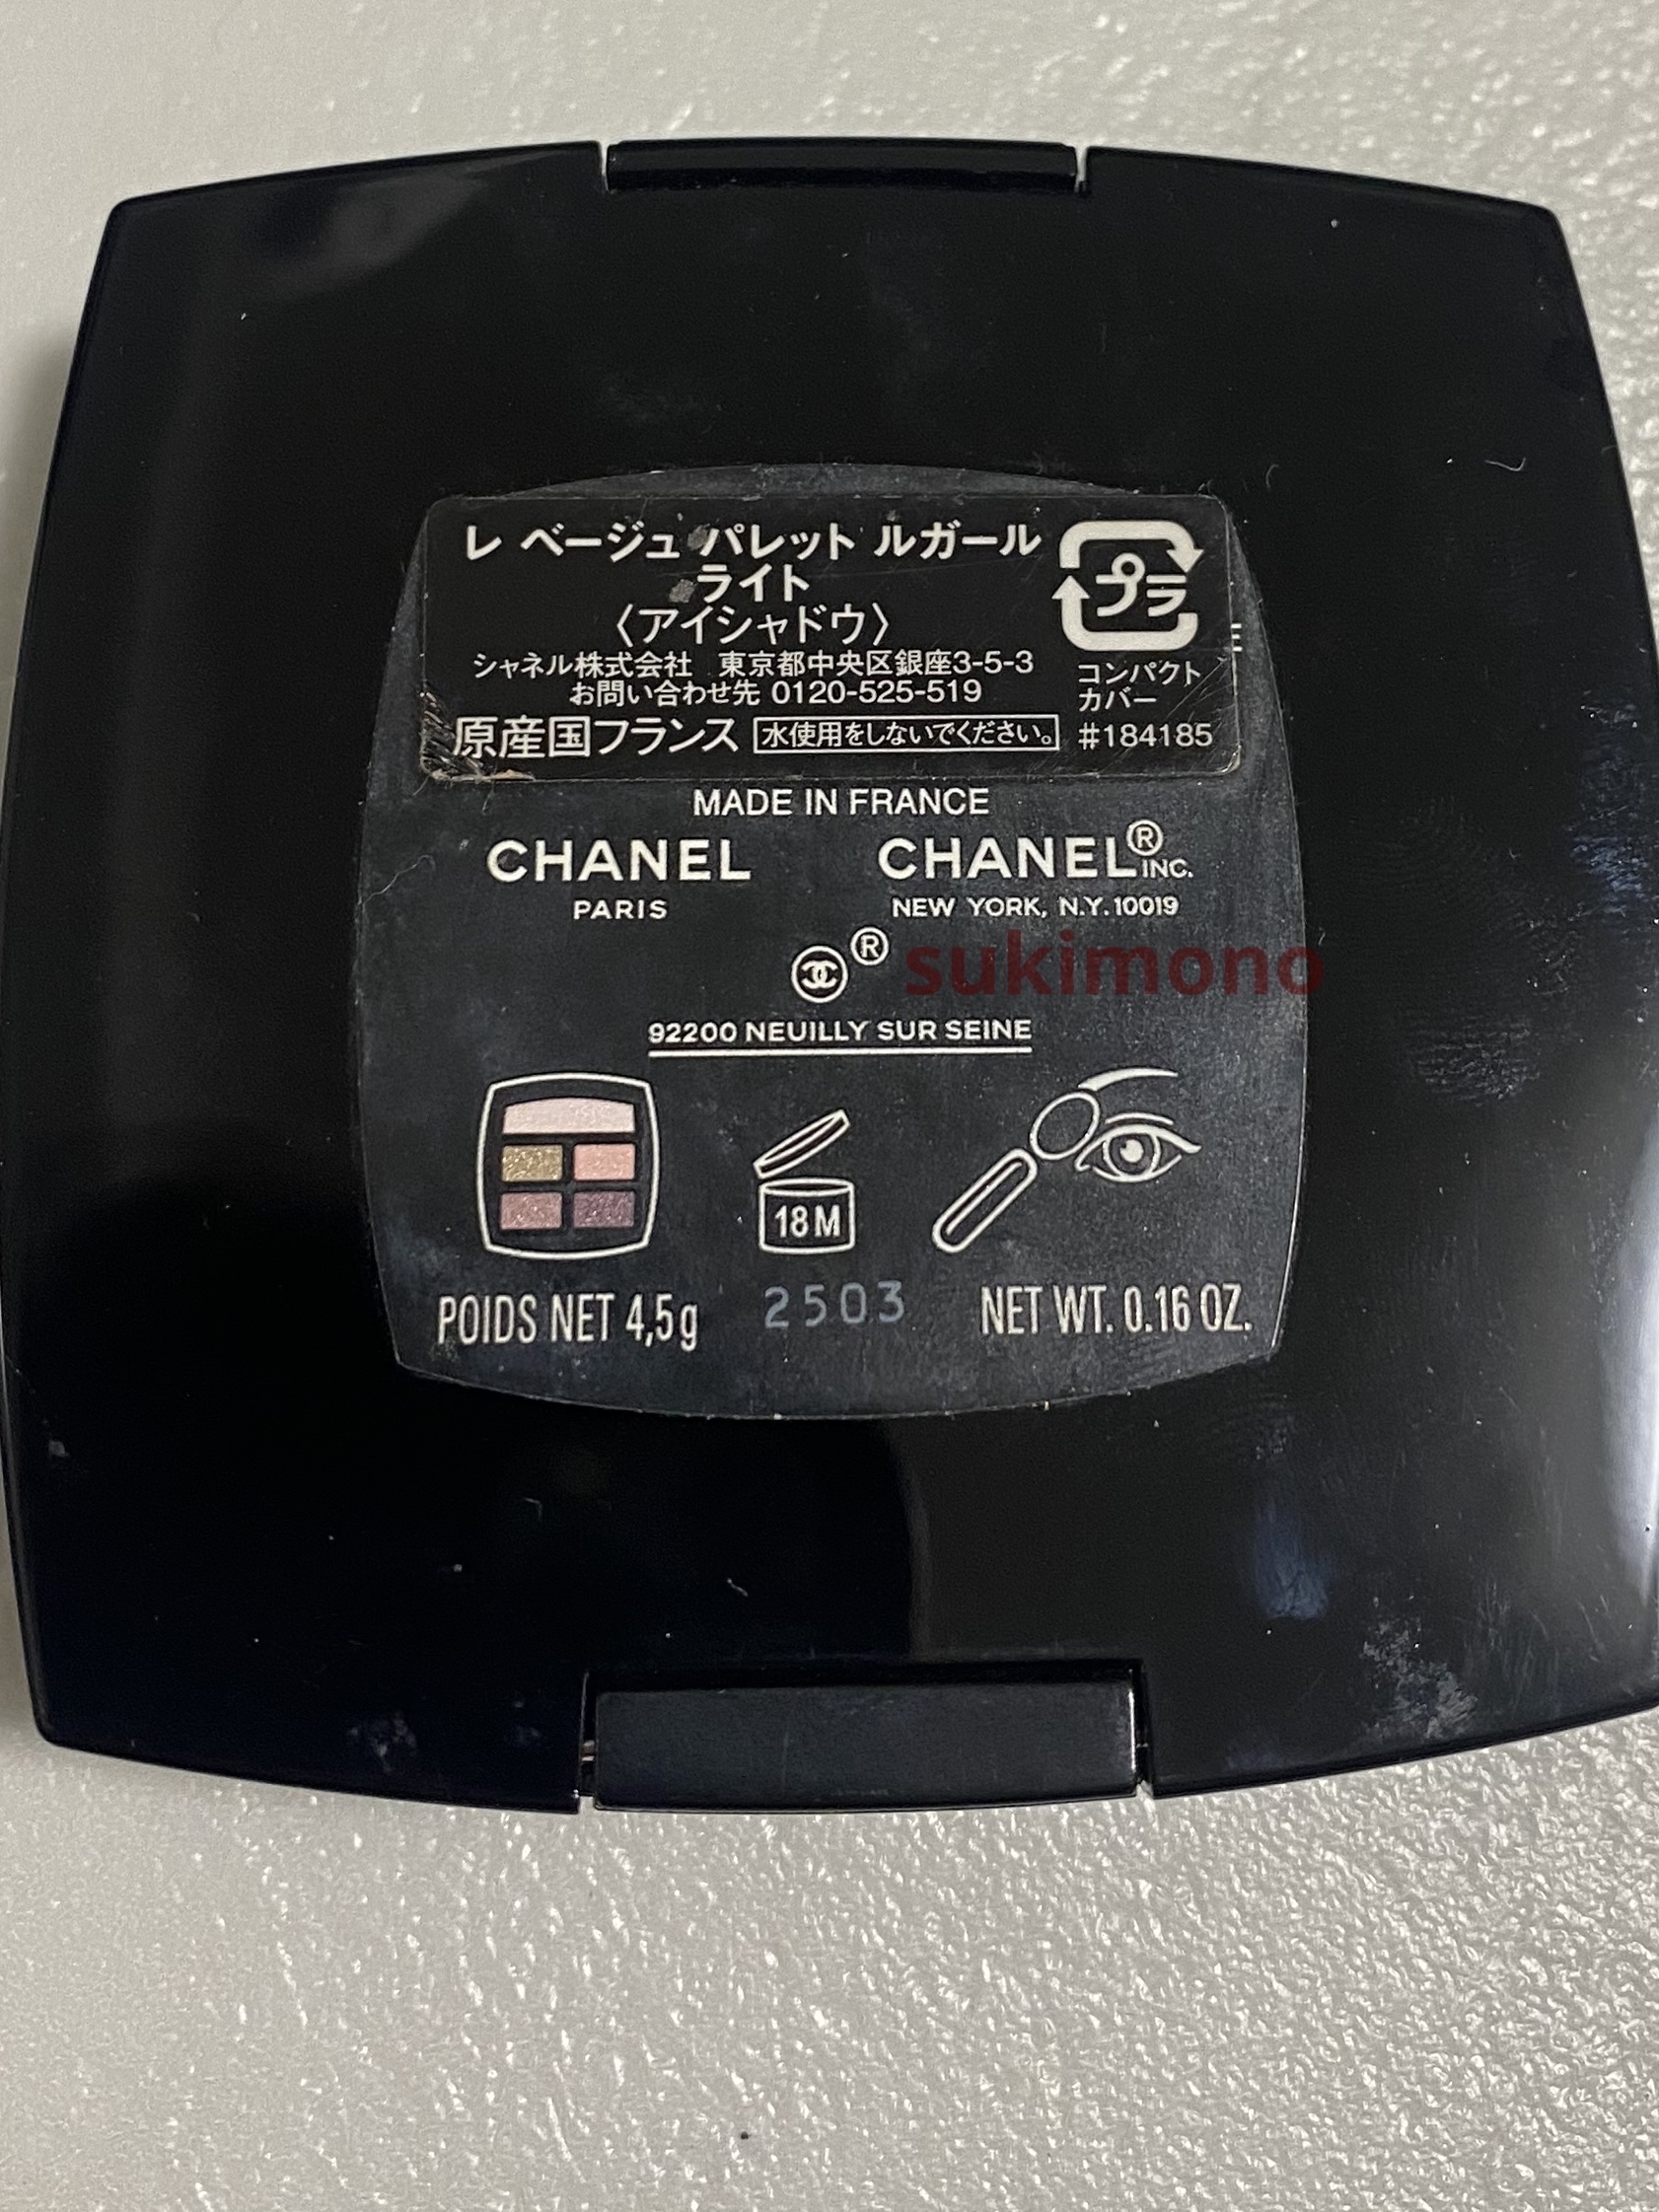 レ ベージュ パレット ルガール
ライト
〈アイシャドウ〉
シャネル株式会社 東京都中央区銀座3-5-3
お問い合わせ先 0120-525-519
原産国フランス 水使用をしないでください。
プラ
コンパクト
カバー
#184185
MADE IN FRANCE
CHANEL
PARIS
CHANEL® INC.
NEW YORK, N.Y. 10019
®
sukimono
92200 NEUILLY SUR SEINE
18M
POIDS NET 4,5g
2503
NET WT. 0.16 OZ.